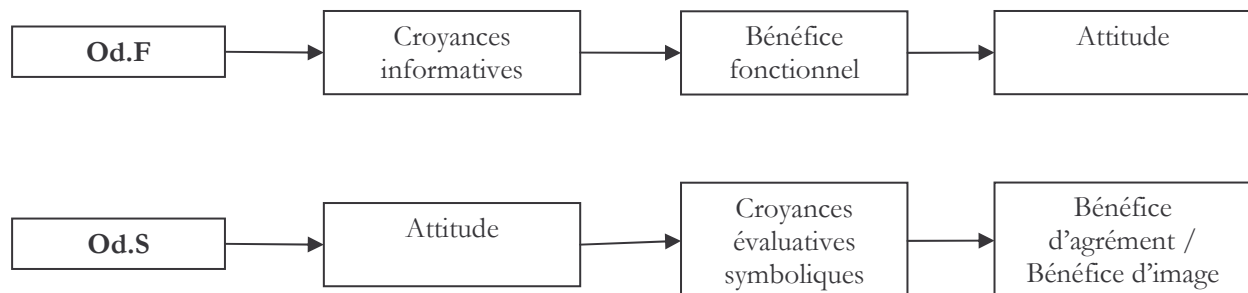 Od.F
Croyances
informatives
Bénéfice
fonctionnel
Attitude
Od.S
Attitude
Croyances
évaluatives
symboliques
Bénéfice
d'agrément /
Bénéfice d'image